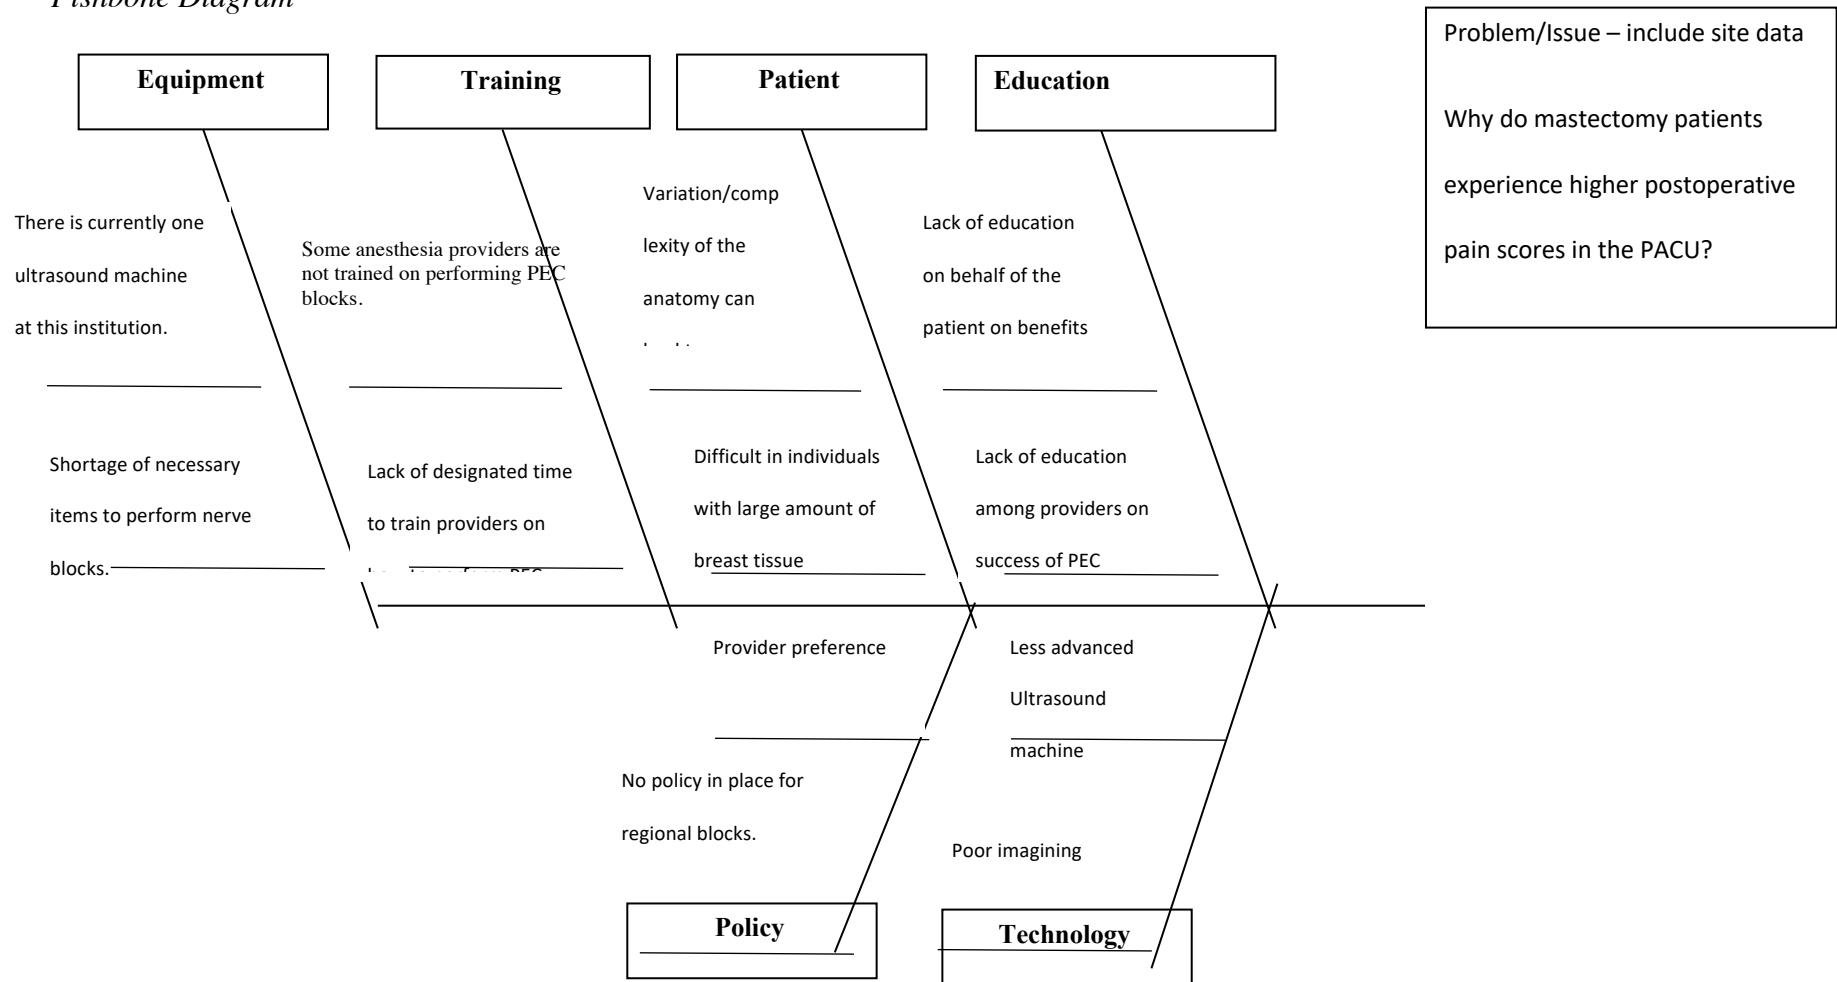 Fishbone Diagram
Problem/Issue – include site data
Why do mastectomy patients
experience higher postoperative
pain scores in the PACU?
Equipment
Training
Patient
Education
There is currently one
ultrasound machine
at this institution.
Some anesthesia providers are
not trained on performing PEC
blocks.
Variation/comp
lexity of the
anatomy can
Lack of education
on behalf of the
patient on benefits
Shortage of necessary
items to perform nerve
blocks.
Lack of designated time
to train providers on
Difficult in individuals
with large amount of
breast tissue
Lack of education
among providers on
success of PEC
Provider preference
Less advanced
Ultrasound
machine
No policy in place for
regional blocks.
Poor imagining
Policy
Technology